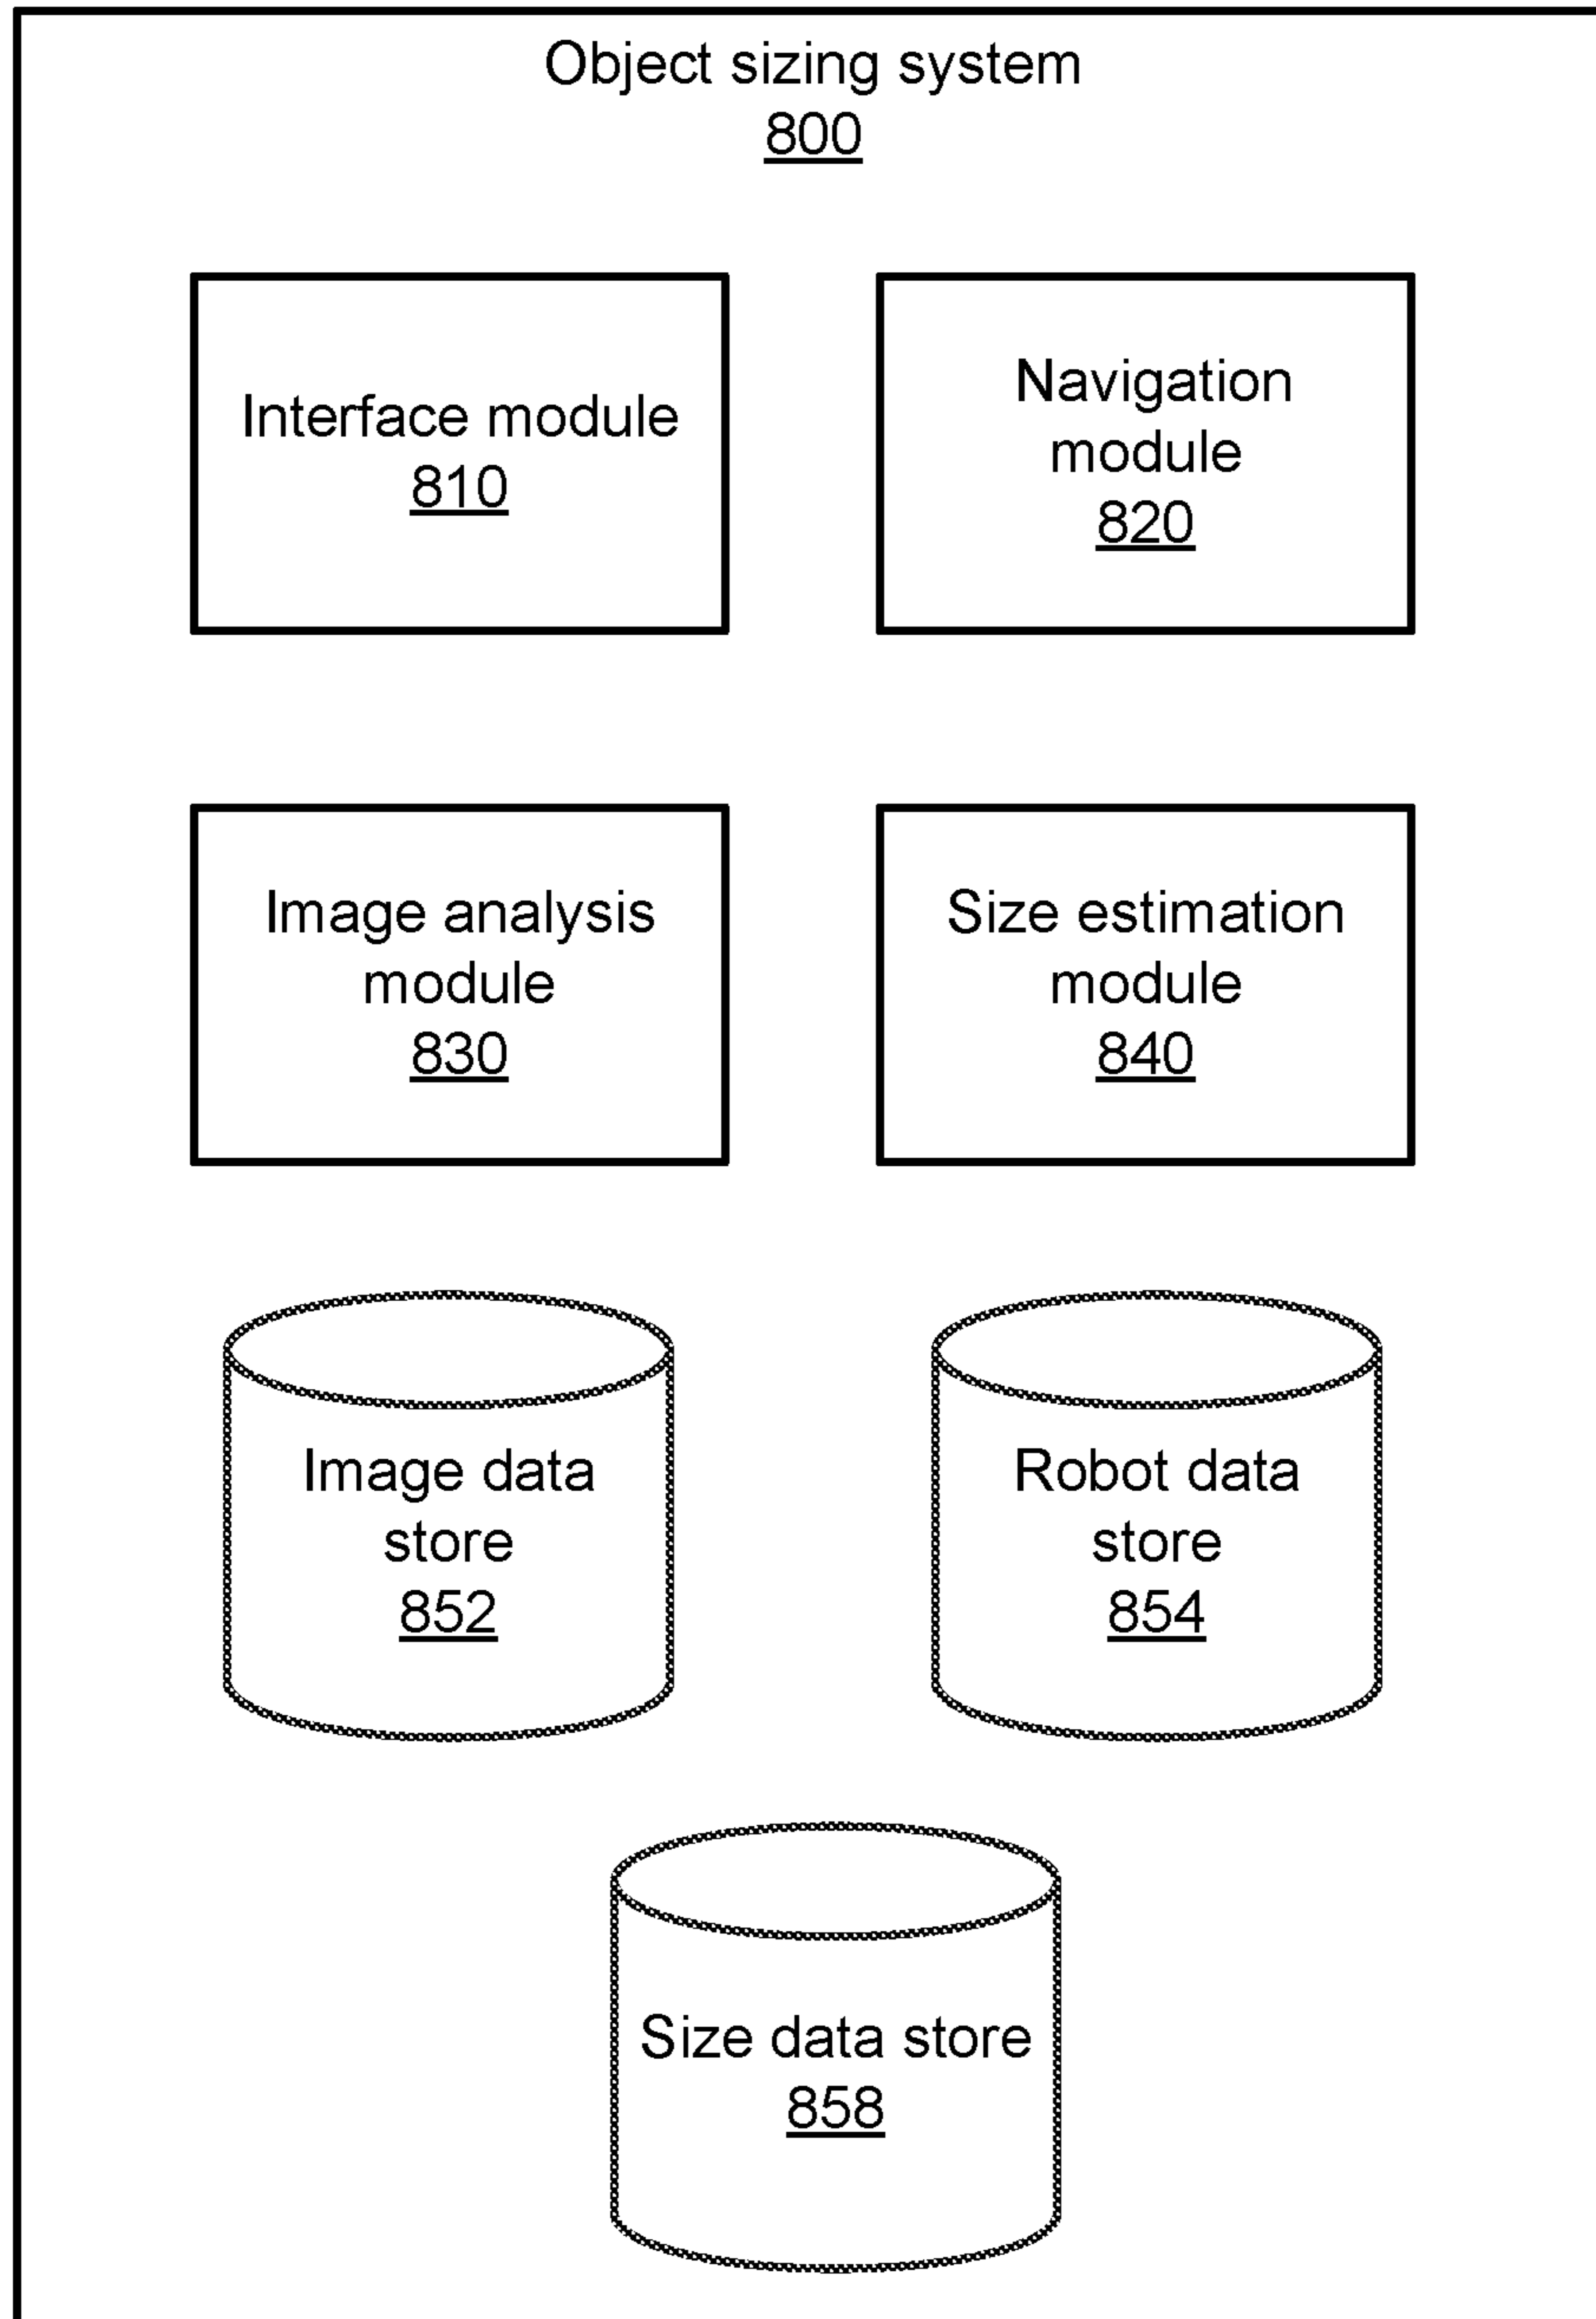 Object sizing system
800
Interface module
810
Navigation
module
820
Image analysis
module
830
Size estimation
module
840
Image data
store
852
Robot data
store
854
Size data store
858